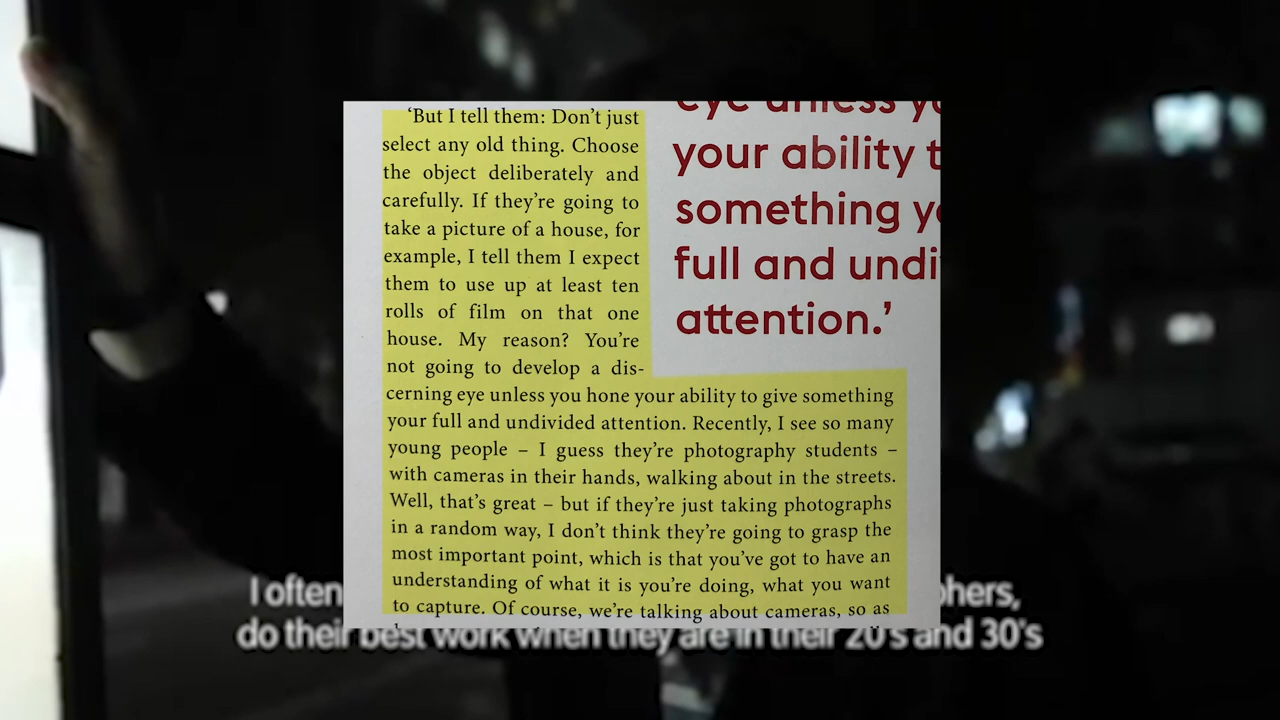 ‘But I tell them: Don’t just
select any old thing. Choose
the object deliberately and
carefully. If they’re going to
take a picture of a house, for
example, I tell them I expect
them to use up at least ten
rolls of film on that one
house. My reason? You’re
not going to develop a dis-
cerning eye unless you hone your ability to give something
your full and undivided attention. Recently, I see so many
young people – I guess they’re photography students –
with cameras in their hands, walking about in the streets.
Well, that’s great – but if they’re just taking photographs
in a random way, I don’t think they’re going to grasp the
most important point, which is that you’ve got to have an
understanding of what it is you’re doing, what you want
to capture. Of course, we’re talking about cameras, so as
eye unless
your ability
something
full and
attention.’
I often
do their best work when they are in their 20's and 30's